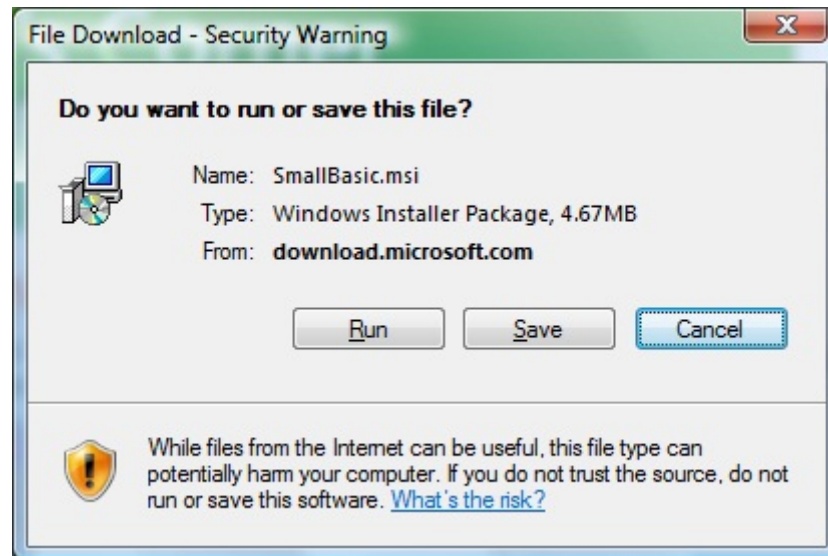 File Download - Security Warning
Do you want to run or save this file?
Name: SmallBasic.msi
Type: Windows Installer Package, 4.67MB
From: download.microsoft.com
Run Save Cancel
While files from the Internet can be useful, this file type can
potentially harm your computer. If you do not trust the source, do not
run or save this software. What's the risk?